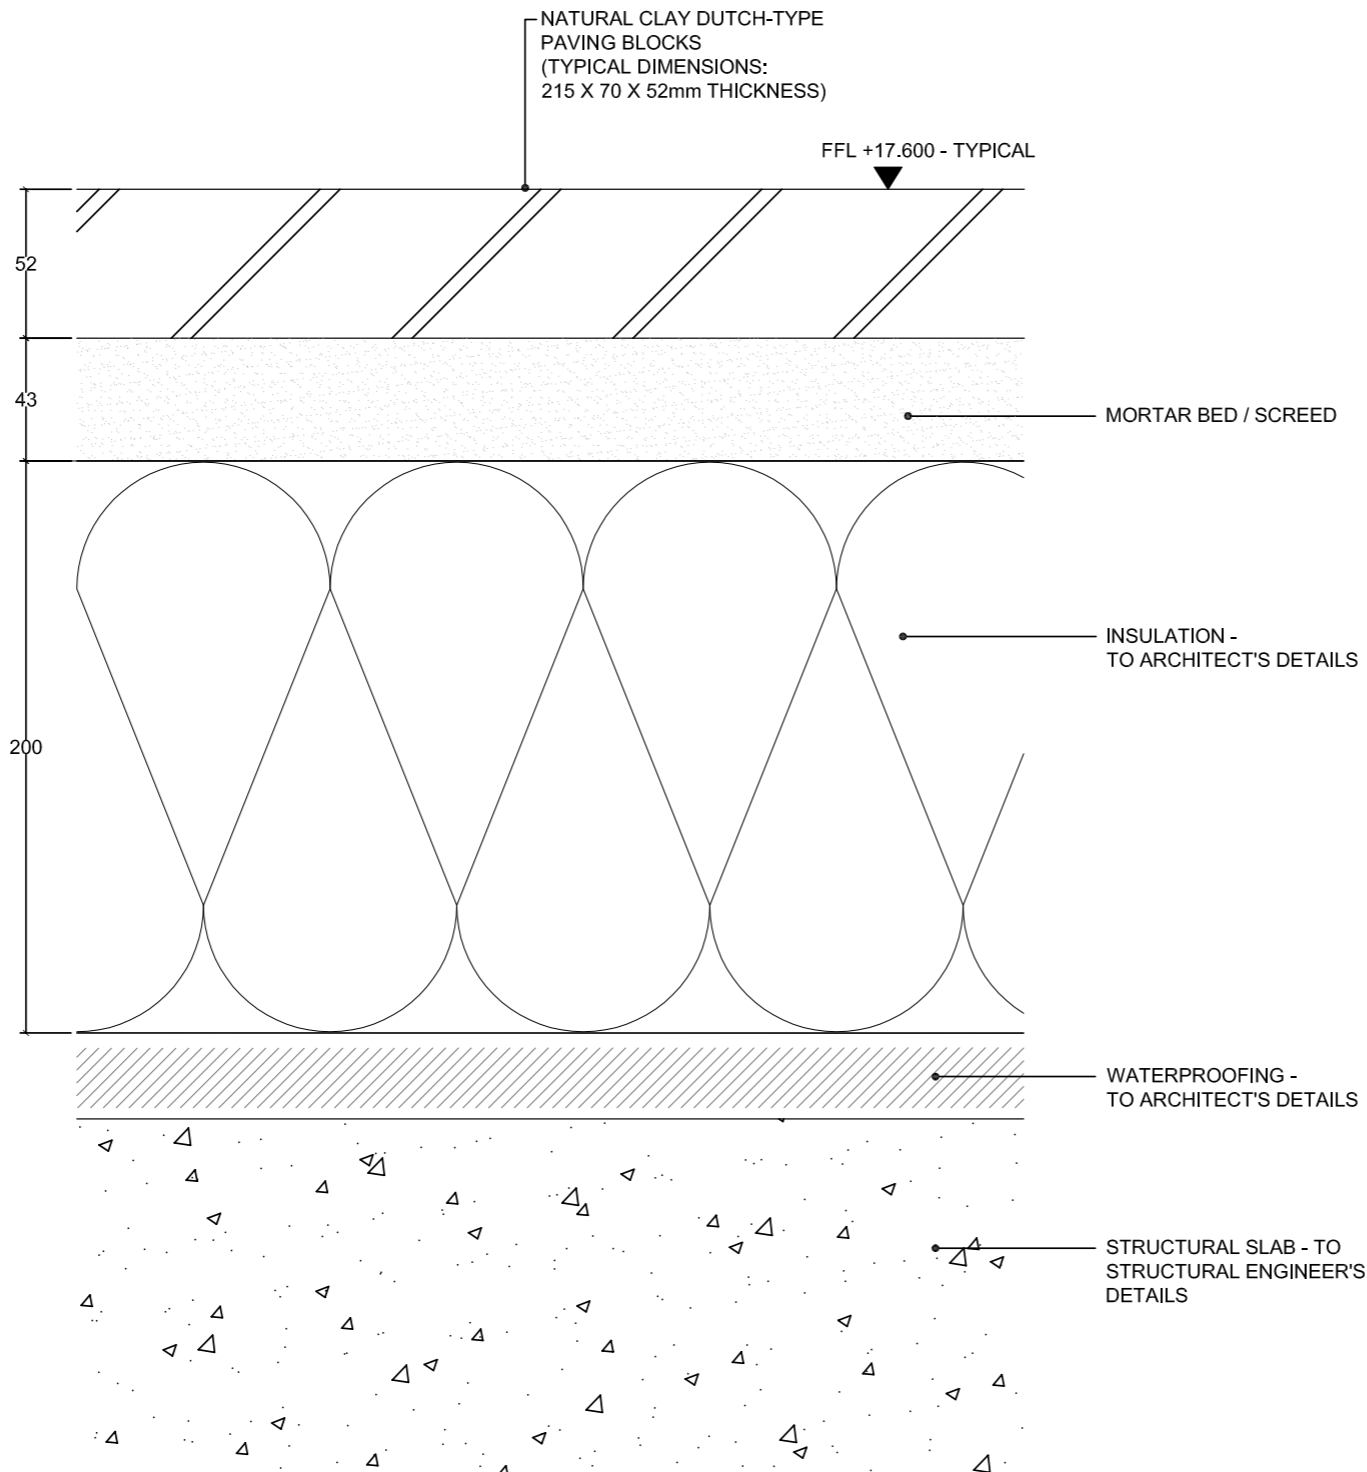 NATURAL CLAY DUTCH-TYPE
PAVING BLOCKS
(TYPICAL DIMENSIONS:
215 X 70 X 52mm THICKNESS)
FFL +17.600 - TYPICAL
52
43
MORTAR BED / SCREED
INSULATION -
TO ARCHITECT'S DETAILS
200
WATERPROOFING -
TO ARCHITECT'S DETAILS
STRUCTURAL SLAB - TO
STRUCTURAL ENGINEER'S
DETAILS